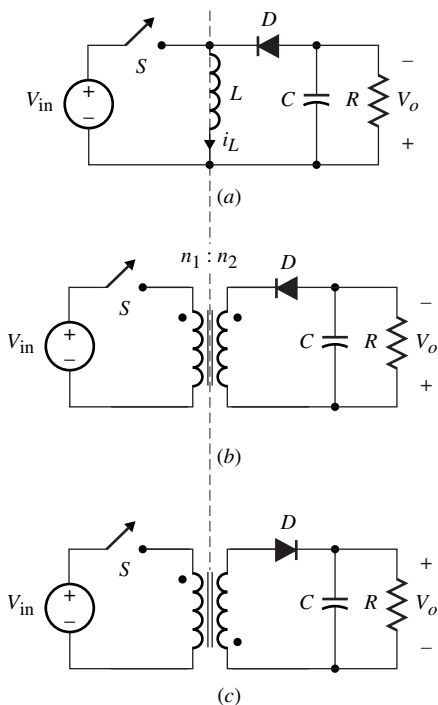 D
S
+
V_in
−
L
i_L
C
R
−
V_o
+
(a)
n_1 : n_2
D
S
+
V_in
−
C
R
−
V_o
+
(b)
D
S
+
V_in
−
C
R
+
V_o
−
(c)